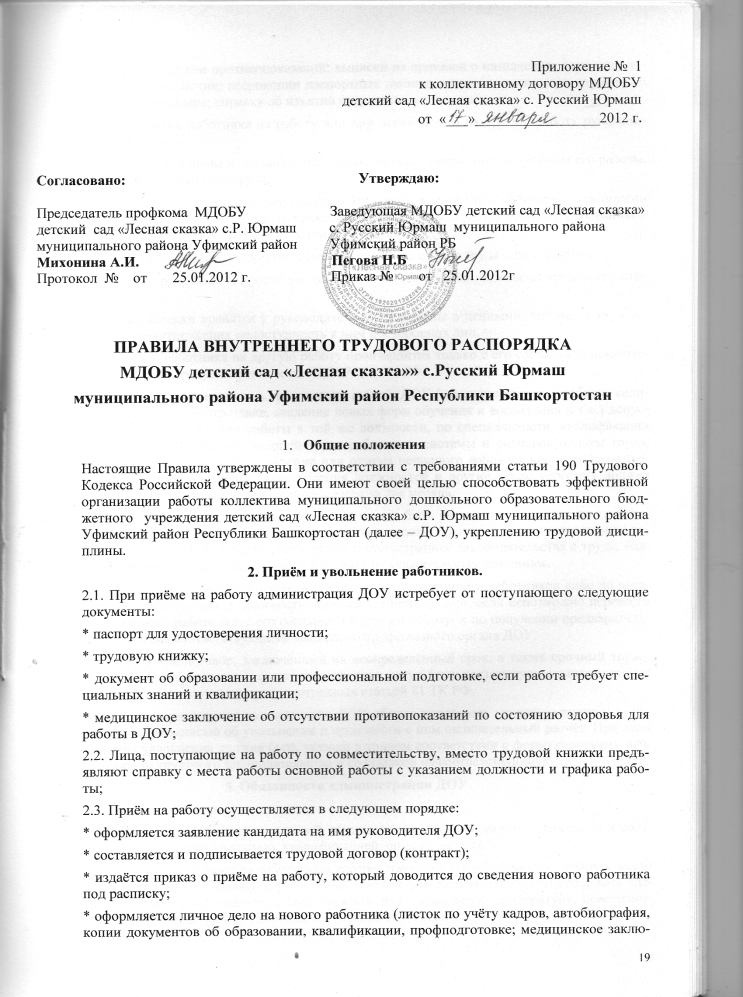 Приложение № 1
к коллективному договору МДОБУ
детский сад «Лесная сказка» с. Русский Юрмаш
от «17» января 2012 г.
Согласовано:
Председатель профкома МДОБУ
детский сад «Лесная сказка» с.Р. Юрмаш
муниципального района Уфимский район
Михонина А.И.
Протокол № от 25.01.2012 г.
Утверждаю:
Заведующая МДОБУ детский сад «Лесная сказка»
с. Русский Юрмаш муниципального района
Уфимский район РБ
Пегова Н.Б
Приказ № от 25.01.2012г
«Лесная сказка»
ПРАВИЛА ВНУТРЕННЕГО ТРУДОВОГО РАСПОРЯДКА
МДОБУ детский сад «Лесная сказка»» с.Русский Юрмаш
муниципального района Уфимский район Республики Башкортостан
1. Общие положения
Настоящие Правила утверждены в соответствии с требованиями статьи 190 Трудового
Кодекса Российской Федерации. Они имеют своей целью способствовать эффективной
организации работы коллектива муниципального дошкольного образовательного бюд-
жетного учреждения детский сад «Лесная сказка» с.Р. Юрмаш муниципального района
Уфимский район Республики Башкортостан (далее – ДОУ), укреплению трудовой дисци-
плины.
2. Приём и увольнение работников.
2.1. При приёме на работу администрация ДОУ истребует от поступающего следующие
документы:
* паспорт для удостоверения личности;
* трудовую книжку;
* документ об образовании или профессиональной подготовке, если работа требует спе-
циальных знаний и квалификации;
* медицинское заключение об отсутствии противопоказаний по состоянию здоровья для
работы в ДОУ;
2.2. Лица, поступающие на работу по совместительству, вместо трудовой книжки предъ-
являют справку с места работы основной работы с указанием должности и графика рабо-
ты;
2.3. Приём на работу осуществляется в следующем порядке:
* оформляется заявление кандидата на имя руководителя ДОУ;
* составляется и подписывается трудовой договор (контракт);
* издаётся приказ о приёме на работу, который доводится до сведения нового работника
под расписку;
* оформляется личное дело на нового работника (листок по учёту кадров, автобиография,
копии документов об образовании, квалификации, профподготовке; медицинское заклю-
19